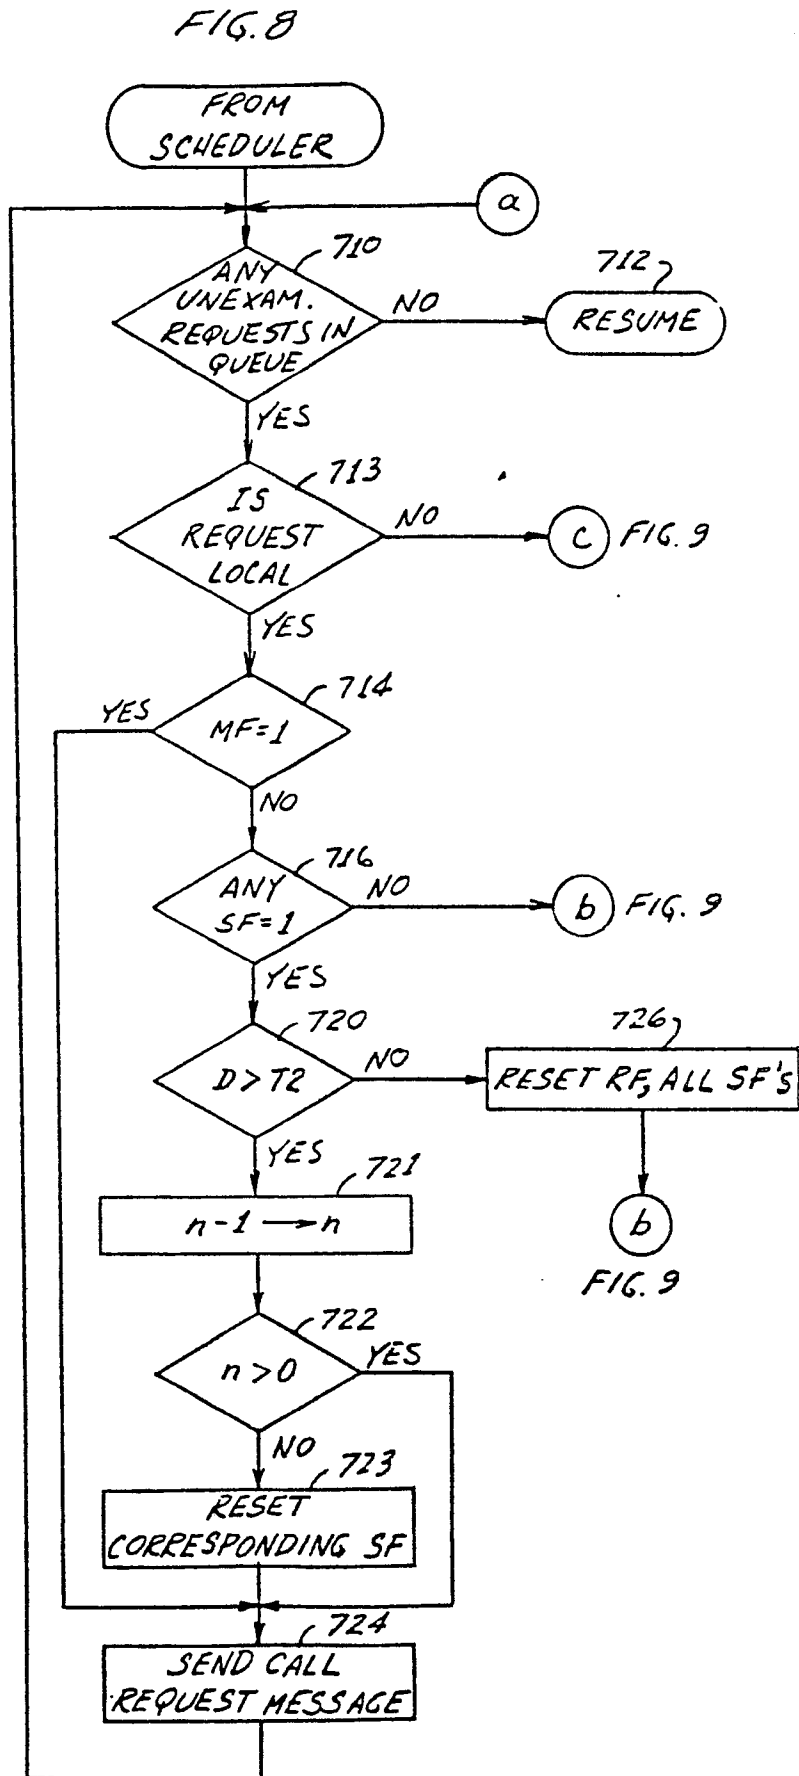 FIG. 8
FROM
SCHEDULER
a
710
ANY
UNEXAM.
REQUESTS IN
QUEUE
NO
712
RESUME
YES
713
IS
REQUEST
LOCAL
NO
C FIG. 9
YES
714
YES
MF=1
NO
716
ANY
SF=1
NO
b FIG. 9
YES
720
D>T2
NO
726
RESET RF, ALL SF'S
b
FIG. 9
YES
721
n-1→n
722
n>0
YES
NO
723
RESET
CORRESPONDING SF
724
SEND CALL
REQUEST MESSAGE